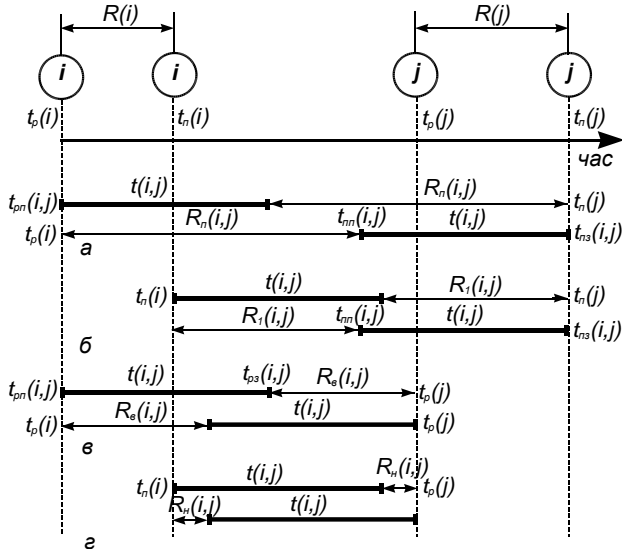 R(i) R(j)
i i j j
tр(i) tп(i) tр(j) tп(j)
час
t(i,j) Rп(i,j)
tрп(i,j) tп(j)
Rп(i,j) tпп(i,j) t(i,j)
tр(i) tпз(i,j)
а
t(i,j) R₁(i,j)
tп(i) tп(j)
R₁(i,j) tпп(i,j) t(i,j)
tпз(i,j)
б
t(i,j) tрз(i,j) Rв(i,j)
tрп(i,j) tр(j)
Rв(i,j) t(i,j)
tр(i) tр(j)
в
t(i,j) Rн(i,j)
tп(i) tр(j)
Rн(i,j) t(i,j)
г